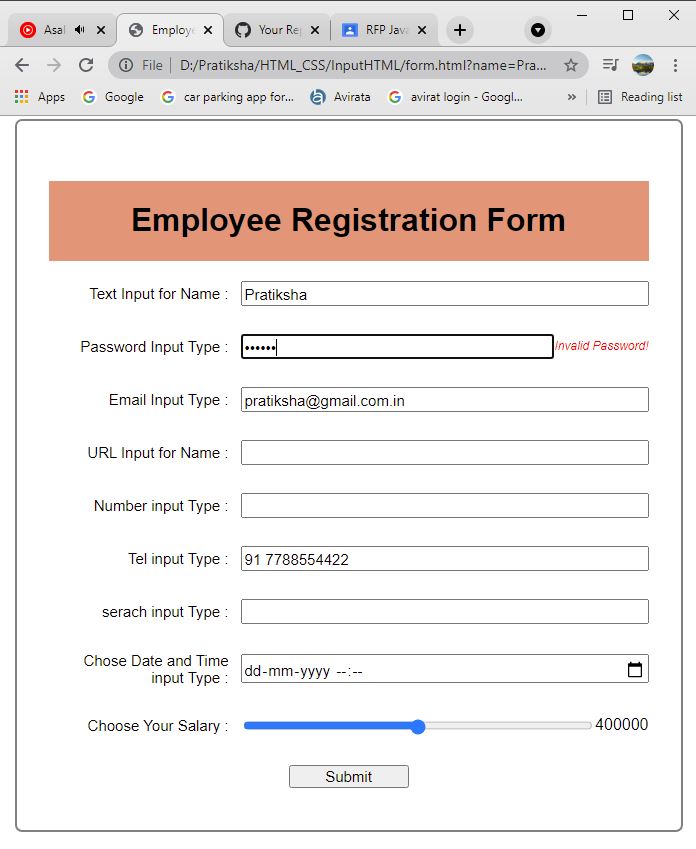 Asal
Employe
Your Rep
RFP Java
File
D:/Pratiksha/HTML_CSS/InputHTML/form.html?name=Pra...
Apps
Google
car parking app for...
Avirata
avirat login - Googl...
»
Reading list
Employee Registration Form
Text Input for Name :
Pratiksha
Password Input Type :
••••••
Invalid Password!
Email Input Type :
pratiksha@gmail.com.in
URL Input for Name :
Number input Type :
Tel input Type :
91 7788554422
serach input Type :
Chose Date and Time
input Type :
dd-mm-yyyy --:--
Choose Your Salary :
400000
Submit